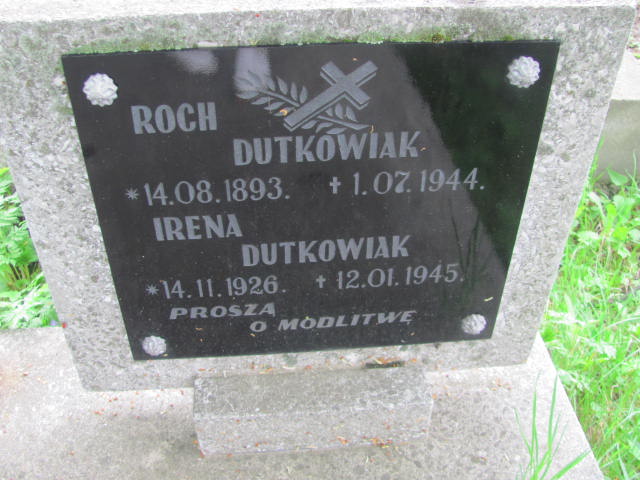 ROCH
DUTKOWIAK
*14.08.1893. ✝ 1.07.1944.
IRENA
DUTKOWIAK
*14.11.1926. ✝ 12.01.1945.
PROSZĄ
O MODLITWĘ